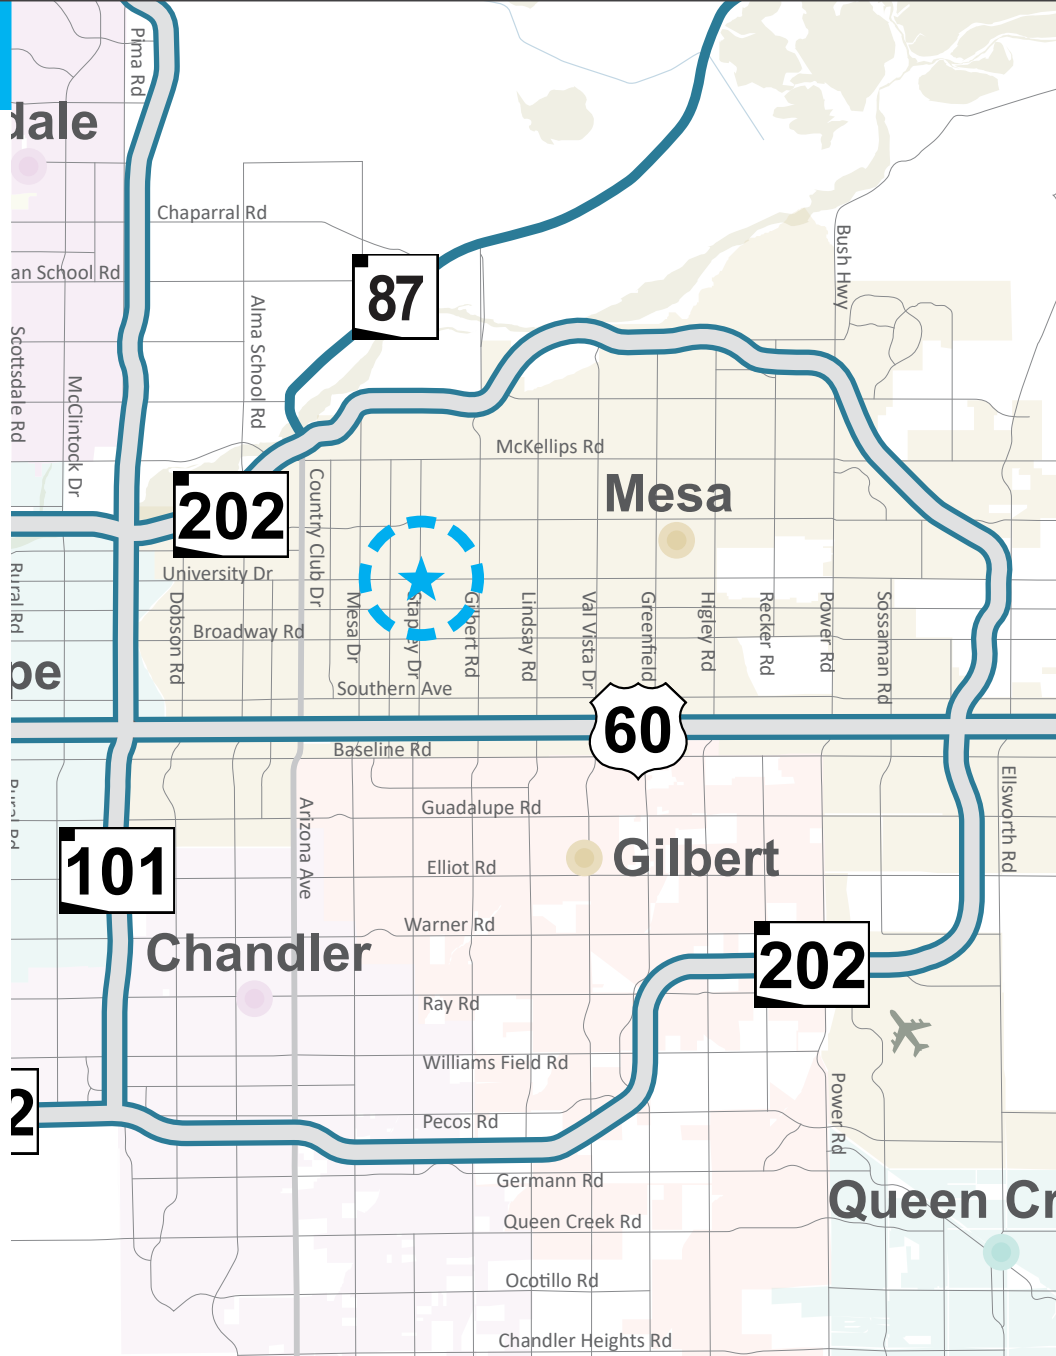 Pima Rd
dale
Chaparral Rd
Bush Hwy
an School Rd
87
Alma School Rd
Scottsdale Rd
McClintock Dr
McKellips Rd
Country Club Dr
Mesa
202
University Dr
Rural Rd
Dobson Rd
Broadway Rd
Mesa Dr
Stapley Dr
Gilbert Rd
Lindsay Rd
Val Vista Dr
Greenfield
Higley Rd
Recker Rd
Power Rd
Sossaman Rd
pe
Southern Ave
60
Baseline Rd
Rural Rd
Arizona Ave
Guadalupe Rd
Ellsworth Rd
101
Elliot Rd
Gilbert
Warner Rd
Chandler
202
Ray Rd
Williams Field Rd
Power Rd
2
Pecos Rd
Germann Rd
Queen Cr
Queen Creek Rd
Ocotillo Rd
Chandler Heights Rd